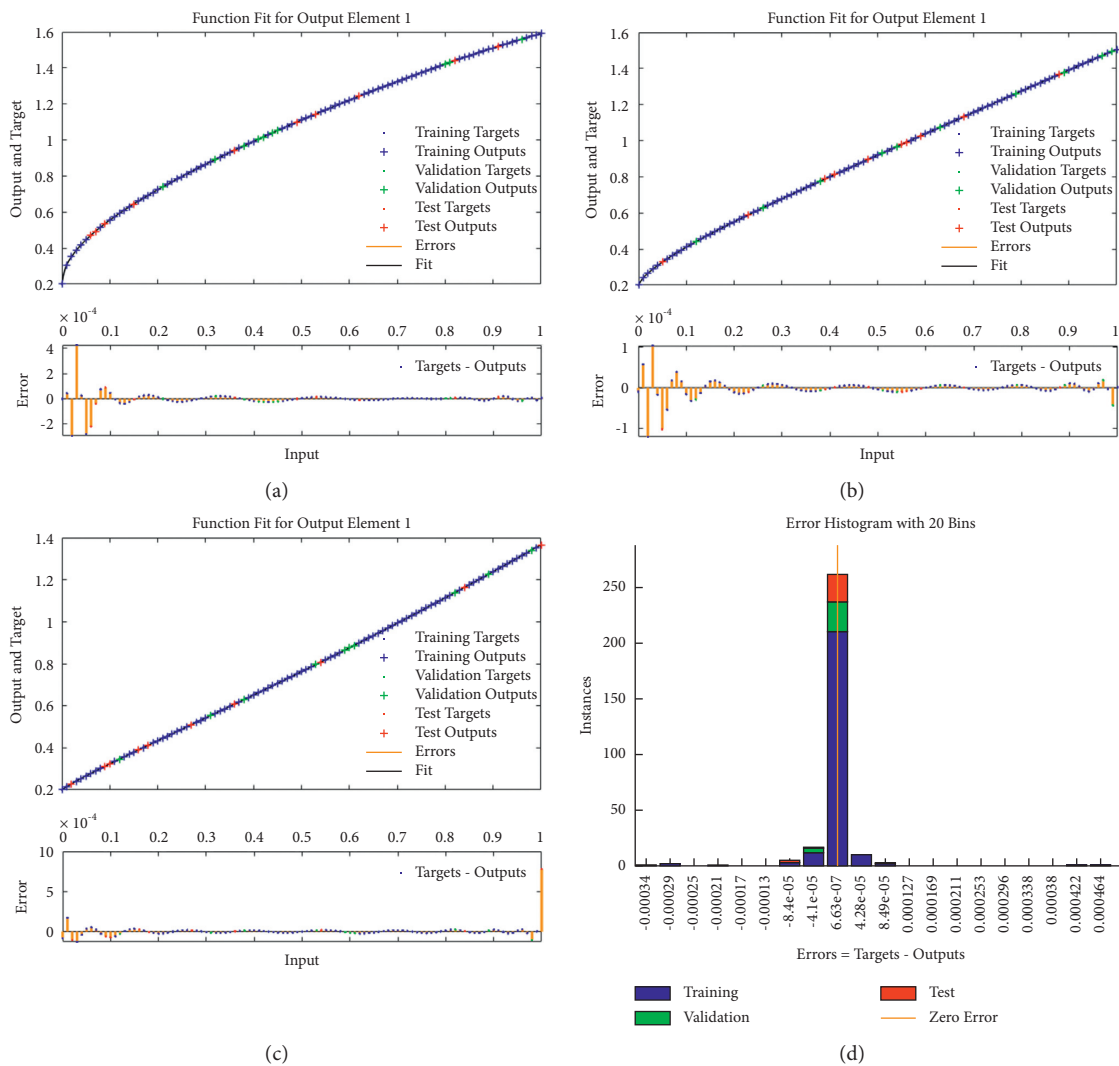 Function Fit for Output Element 1
1.6
1.4
1.2
1
0.8
0.6
0.4
0.2
Output and Target
Training Targets
Training Outputs
Validation Targets
Validation Outputs
Test Targets
Test Outputs
Errors
Fit
× 10^-4
0 0.1 0.2 0.3 0.4 0.5 0.6 0.7 0.8 0.9 1
4
2
0
-2
Error
Targets - Outputs
Input
(a)
Function Fit for Output Element 1
1.6
1.4
1.2
1
0.8
0.6
0.4
0.2
Output and Target
Training Targets
Training Outputs
Validation Targets
Validation Outputs
Test Targets
Test Outputs
Errors
Fit
× 10^-4
0 0.1 0.2 0.3 0.4 0.5 0.6 0.7 0.8 0.9 1
1
0
-1
Error
Targets - Outputs
Input
(b)
Function Fit for Output Element 1
1.4
1.2
1
0.8
0.6
0.4
0.2
Output and Target
Training Targets
Training Outputs
Validation Targets
Validation Outputs
Test Targets
Test Outputs
Errors
Fit
× 10^-4
0 0.1 0.2 0.3 0.4 0.5 0.6 0.7 0.8 0.9 1
10
5
0
Error
Targets - Outputs
Input
(c)
Error Histogram with 20 Bins
250
200
150
100
50
0
Instances
-0.00034
-0.00029
-0.00025
-0.00021
-0.00017
-0.00013
-8.4e-05
-4.1e-05
6.63e-07
4.28e-05
8.49e-05
0.000127
0.000169
0.000211
0.000253
0.000296
0.000338
0.00038
0.000422
0.000464
Errors = Targets - Outputs
Training
Validation
Test
Zero Error
(d)